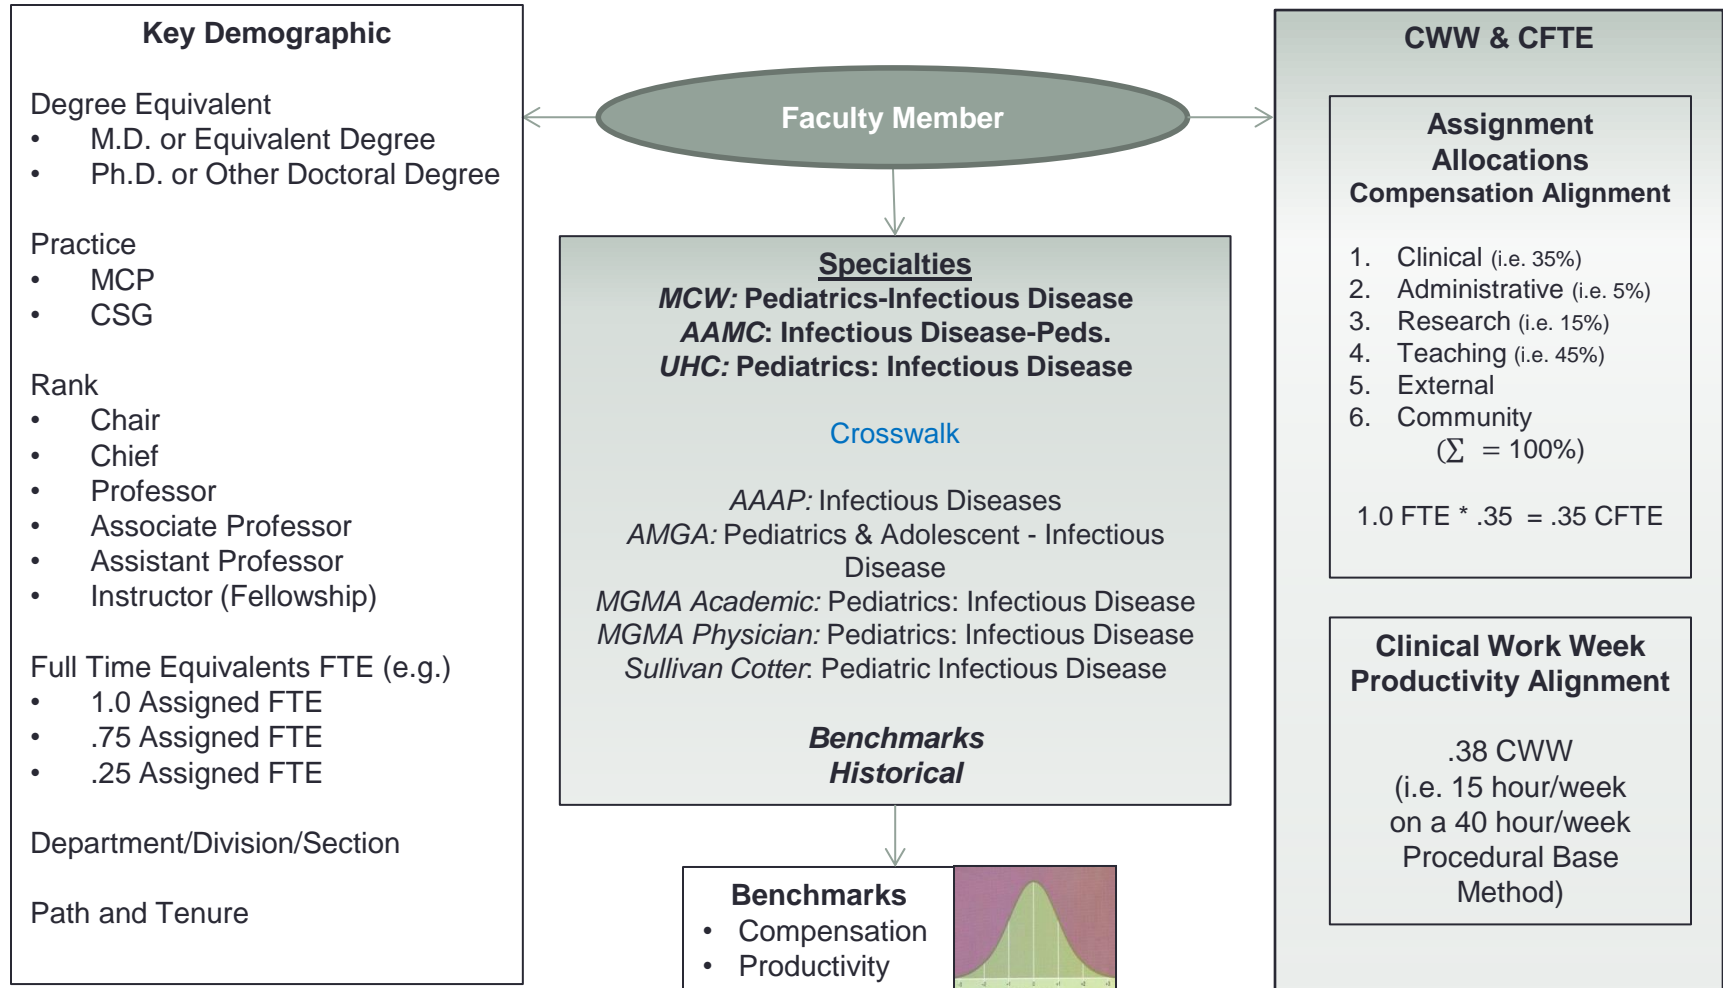 Key Demographic
Degree Equivalent
• M.D. or Equivalent Degree
• Ph.D. or Other Doctoral Degree
Practice
• MCP
• CSG
Rank
• Chair
• Chief
• Professor
• Associate Professor
• Assistant Professor
• Instructor (Fellowship)
Full Time Equivalents FTE (e.g.)
• 1.0 Assigned FTE
• .75 Assigned FTE
• .25 Assigned FTE
Department/Division/Section
Path and Tenure
Faculty Member
Specialties
MCW: Pediatrics-Infectious Disease
AAMC: Infectious Disease-Peds.
UHC: Pediatrics: Infectious Disease
Crosswalk
AAAP: Infectious Diseases
AMGA: Pediatrics & Adolescent - Infectious
Disease
MGMA Academic: Pediatrics: Infectious Disease
MGMA Physician: Pediatrics: Infectious Disease
Sullivan Cotter: Pediatric Infectious Disease
Benchmarks
Historical
Benchmarks
• Compensation
• Productivity
CWW & CFTE
Assignment
Allocations
Compensation Alignment
1. Clinical (i.e. 35%)
2. Administrative (i.e. 5%)
3. Research (i.e. 15%)
4. Teaching (i.e. 45%)
5. External
6. Community
(∑ = 100%)
1.0 FTE * .35 = .35 CFTE
Clinical Work Week
Productivity Alignment
.38 CWW
(i.e. 15 hour/week
on a 40 hour/week
Procedural Base
Method)